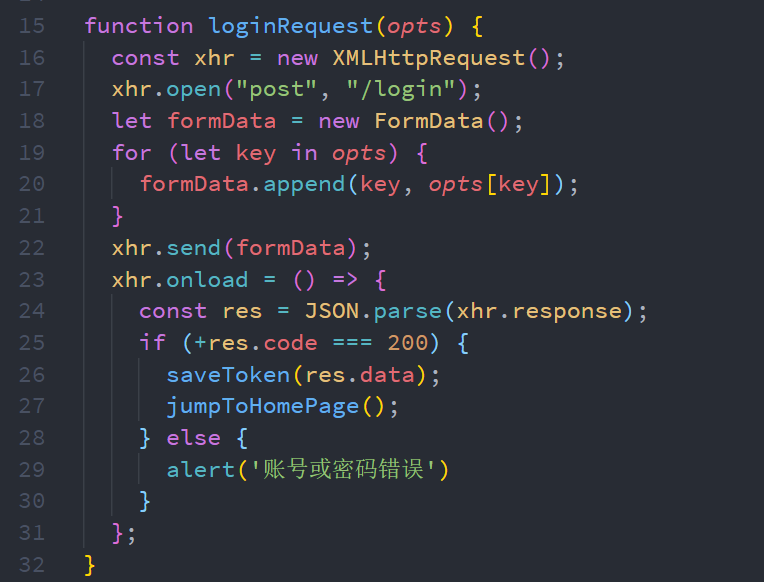 15 function loginRequest(opts) {
16   const xhr = new XMLHttpRequest();
17   xhr.open("post", "/login");
18   let formData = new FormData();
19   for (let key in opts) {
20     formData.append(key, opts[key]);
21   }
22   xhr.send(formData);
23   xhr.onload = () => {
24     const res = JSON.parse(xhr.response);
25     if (+res.code === 200) {
26       saveToken(res.data);
27       jumpToHomePage();
28     } else {
29       alert('账号或密码错误')
30     }
31   };
32 }